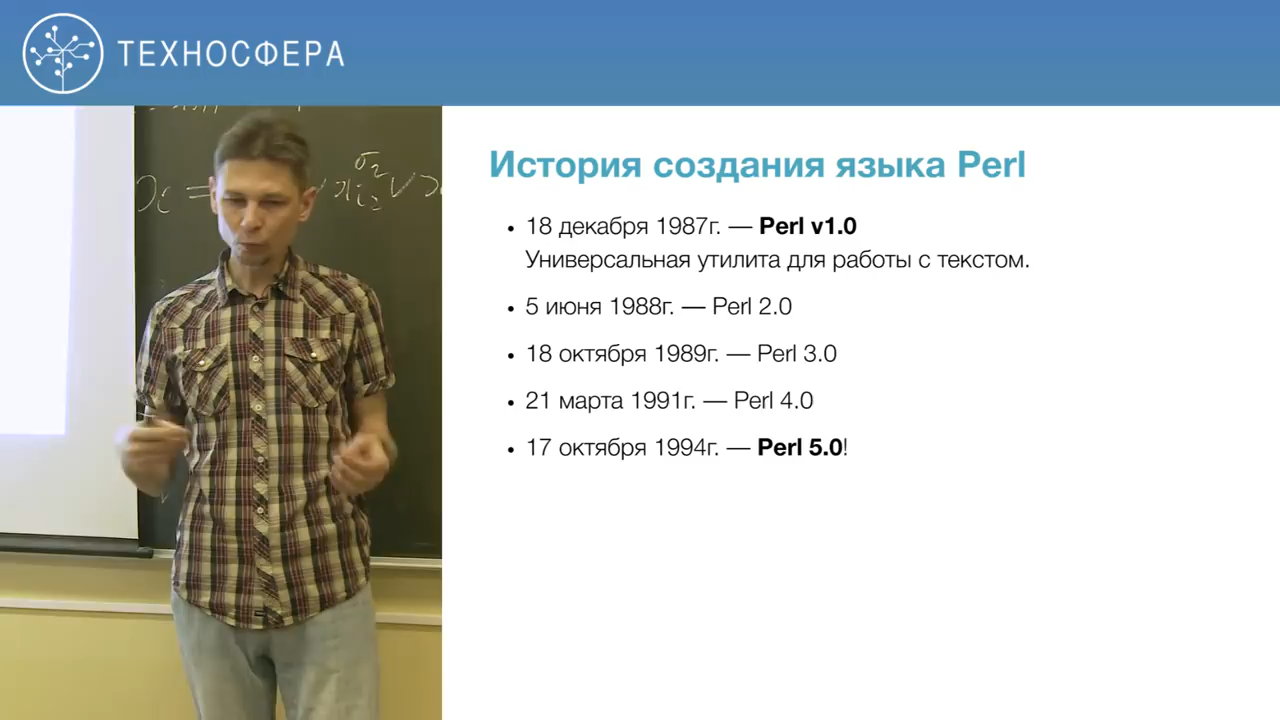 ТЕХНОСФЕРА
История создания языка Perl
• 18 декабря 1987г. — Perl v1.0
Универсальная утилита для работы с текстом.
• 5 июня 1988г. — Perl 2.0
• 18 октября 1989г. — Perl 3.0
• 21 марта 1991г. — Perl 4.0
• 17 октября 1994г. — Perl 5.0!